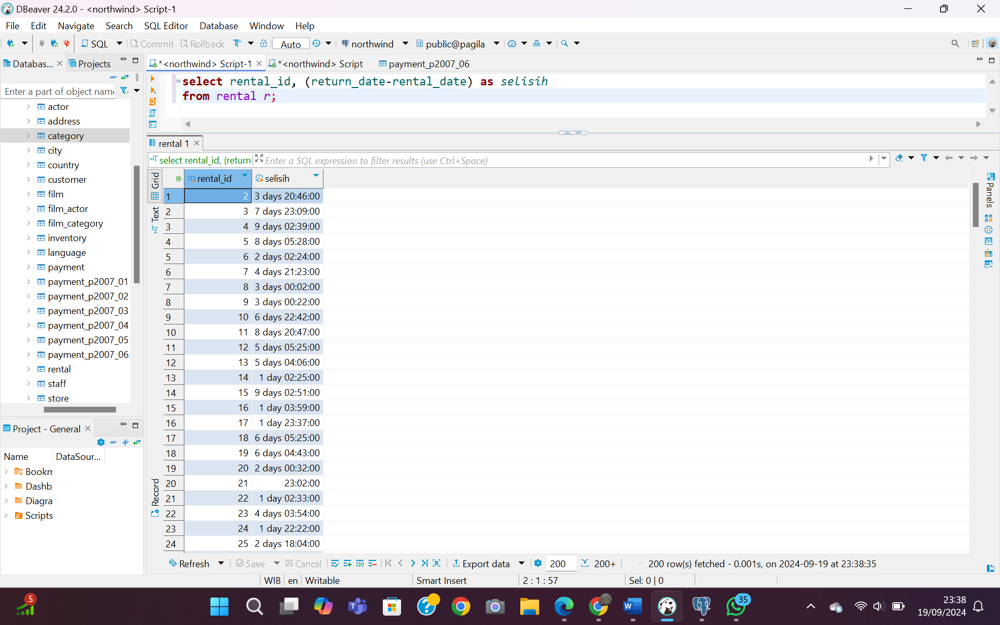 DBeaver 24.2.0 - <northwind> Script-1
File Edit Navigate Search SQL Editor Database Window Help
SQL Commit Rollback Auto northwind public@pagila
Databas... Projects
*<northwind> Script-1 *<northwind> Script payment_p2007_06
Enter a part of object name
select rental_id, (return_date-rental_date) as selisih
from rental r;
actor
address
category
city
country
customer
film
film_actor
film_category
inventory
language
payment
payment_p2007_01
payment_p2007_02
payment_p2007_03
payment_p2007_04
payment_p2007_05
payment_p2007_06
rental
staff
store
Project - General
Name DataSour...
Bookm
Dashb
Diagra
Scripts
rental 1
select rental_id, (return Enter a SQL expression to filter results (use Ctrl+Space)
Grid
Text
Record
Panels
123 rental_id selisih
1 2 3 days 20:46:00
2 3 7 days 23:09:00
3 4 9 days 02:39:00
4 5 8 days 05:28:00
5 6 2 days 02:24:00
6 7 4 days 21:23:00
7 8 3 days 00:02:00
8 9 3 days 00:22:00
9 10 6 days 22:42:00
10 11 8 days 20:47:00
11 12 5 days 05:25:00
12 13 5 days 04:06:00
13 14 1 day 02:25:00
14 15 9 days 02:51:00
15 16 1 day 03:59:00
16 17 1 day 23:37:00
17 18 6 days 05:25:00
18 19 6 days 04:43:00
19 20 2 days 00:32:00
20 21 23:02:00
21 22 1 day 02:33:00
22 23 4 days 03:54:00
23 24 1 day 22:22:00
24 25 2 days 18:04:00
Refresh Save Cancel Export data 200 200+ 200 row(s) fetched - 0.001s, on 2024-09-19 at 23:38:35
WIB en Writable Smart Insert 2 : 1 : 57 Sel: 0 | 0
5 35 23:38
19/09/2024